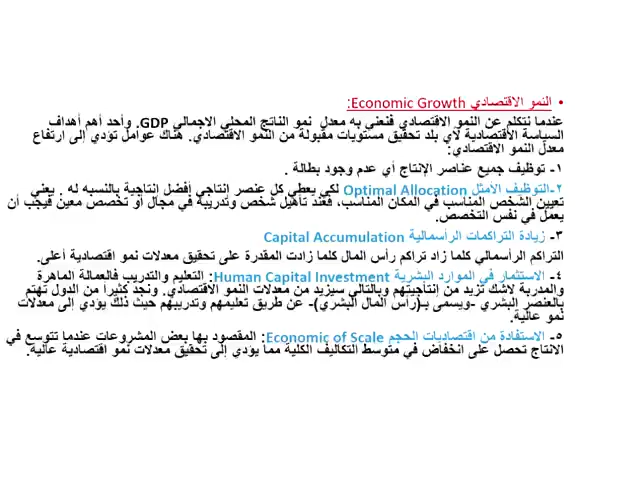 • النمو الاقتصادي Economic Growth:
عندما نتكلم عن النمو الاقتصادي فنعني به معدل نمو الناتج المحلي الاجمالي GDP. وأحد أهم أهداف
السياسة الاقتصادية لأي بلد تحقيق مستويات مقبولة من النمو الاقتصادي. هناك عوامل تؤدي إلى ارتفاع
معدل النمو الاقتصادي:
١- توظيف جميع عناصر الإنتاج أي عدم وجود بطالة .
٢-التوظيف الأمثل Optimal Allocation لكي يعطي كل عنصر إنتاجي أفضل إنتاجية بالنسبه له . يعني
تعيين الشخص المناسب في المكان المناسب، فعند تأهيل شخص وتدريبه في مجال أو تخصص معين فيجب أن
يعمل في نفس التخصص.
٣- زيادة التراكمات الرأسمالية Capital Accumulation
التراكم الرأسمالي كلما زاد تراكم رأس المال كلما زادت المقدرة على تحقيق معدلات نمو اقتصادية أعلى.
٤- الاستثمار في الموارد البشرية Human Capital Investment: التعليم والتدريب فالعمالة الماهرة
والمدربة لاشك تزيد من إنتاجيتهم وبالتالي سيزيد من معدلات النمو الاقتصادي. ونجد كثيراً من الدول تهتم
بالعنصر البشري -ويسمى بـ(رأس المال البشري)- عن طريق تعليمهم وتدريبهم حيث ذلك يؤدي إلى معدلات
نمو عالية.
٥- الاستفادة من اقتصاديات الحجم Economic of Scale: المقصود بها بعض المشروعات عندما تتوسع في
الانتاج تحصل على انخفاض في متوسط التكاليف الكلية مما يؤدي إلى تحقيق معدلات نمو اقتصادية عالية.